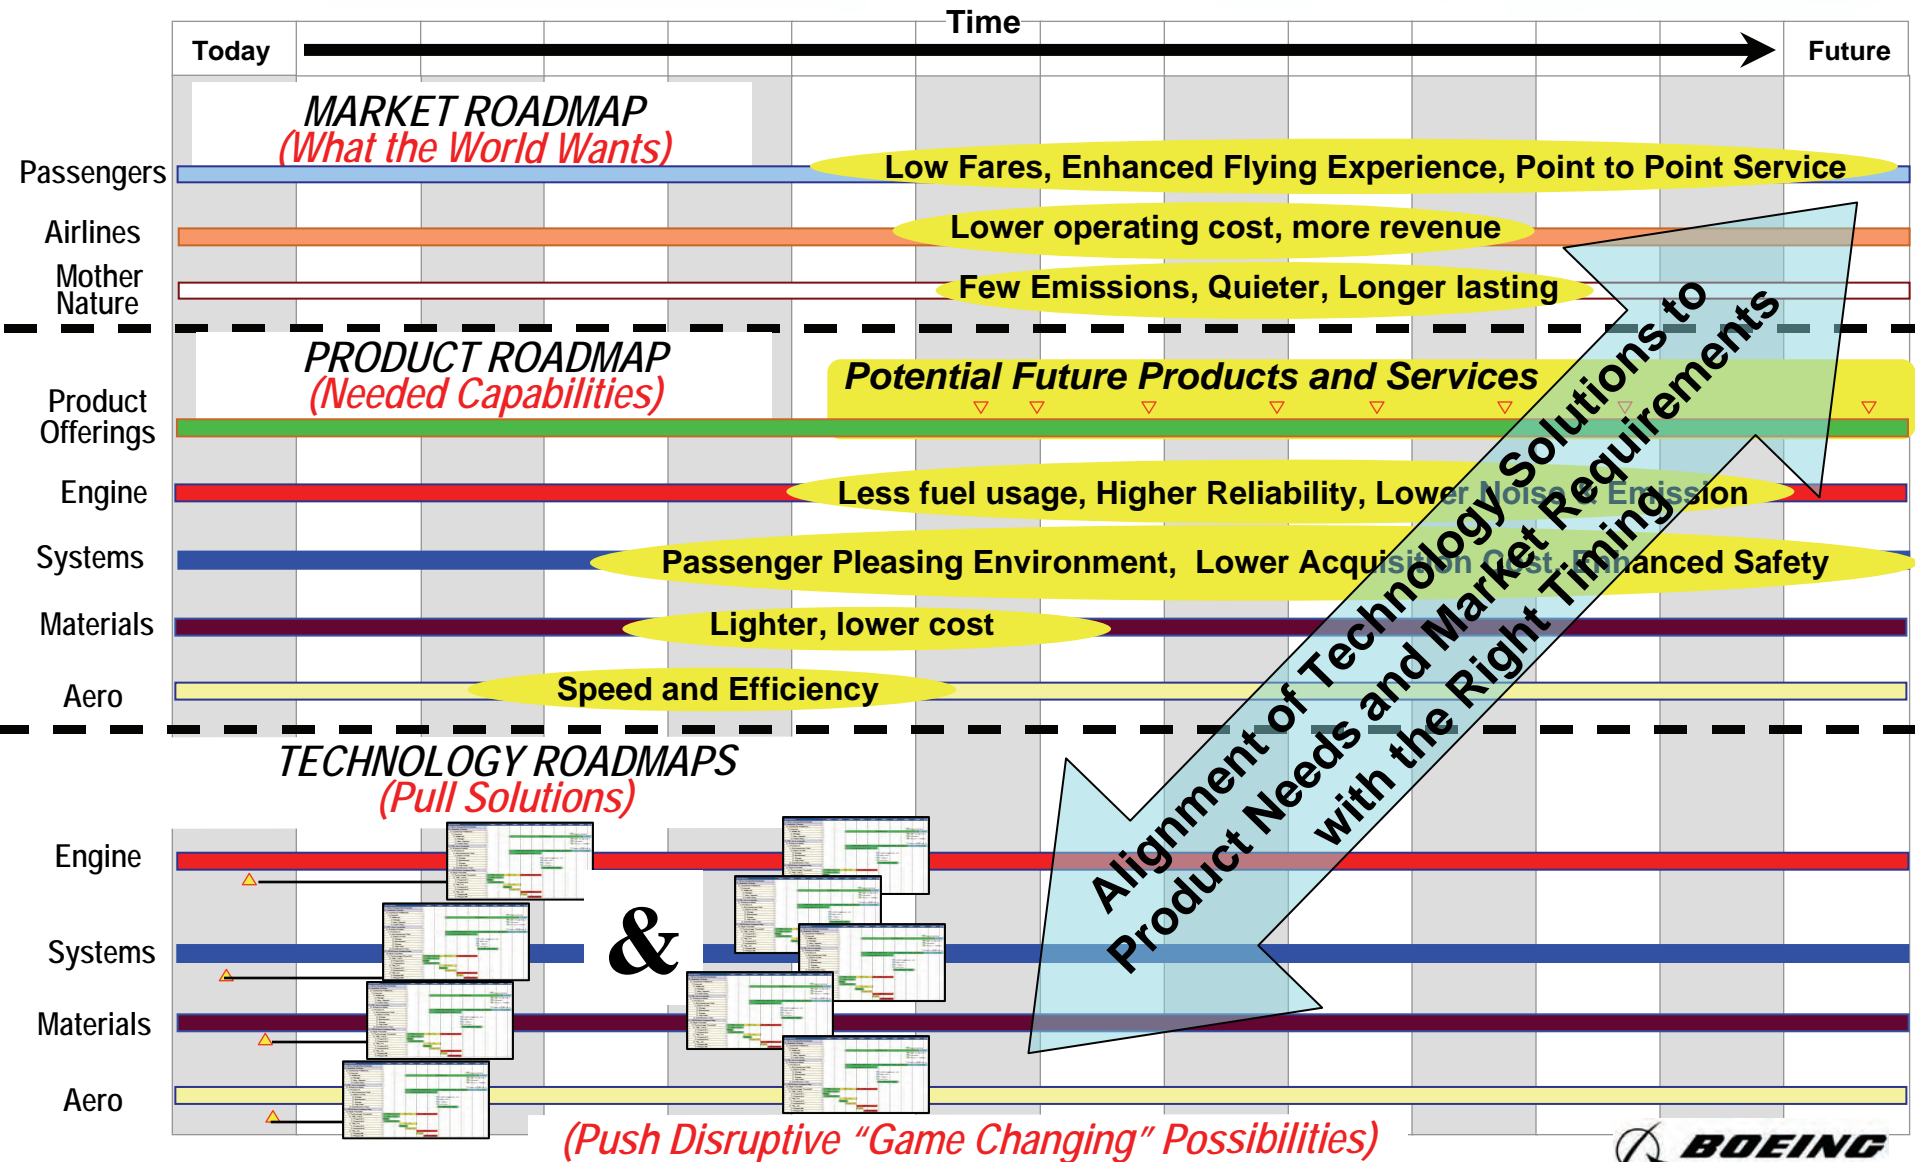 Time
Today
Future
MARKET ROADMAP
(What the World Wants)
Passengers
Low Fares, Enhanced Flying Experience, Point to Point Service
Airlines
Lower operating cost, more revenue
Mother
Nature
Few Emissions, Quieter, Longer lasting
PRODUCT ROADMAP
(Needed Capabilities)
Potential Future Products and Services
Product
Offerings
Engine
Less fuel usage, Higher Reliability, Lower Noise & Emission
Systems
Passenger Pleasing Environment, Lower Acquisition Cost, Enhanced Safety
Materials
Lighter, lower cost
Aero
Speed and Efficiency
Alignment of Technology Solutions to
Product Needs and Market Requirements
with the Right Timing
TECHNOLOGY ROADMAPS
(Pull Solutions)
Engine
&
Systems
Materials
Aero
(Push Disruptive “Game Changing” Possibilities)
BOEING